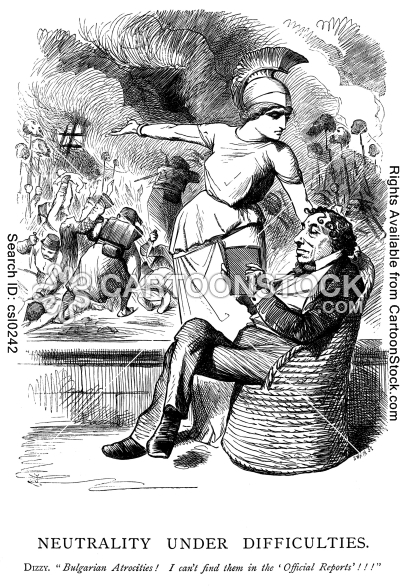 Search ID: csl0242
Rights Available from CartoonStock.com
CARTOONSTOCK
.COM
NEUTRALITY UNDER DIFFICULTIES.
Dizzy. "Bulgarian Atrocities! I can't find them in the 'Official Reports'!!!"